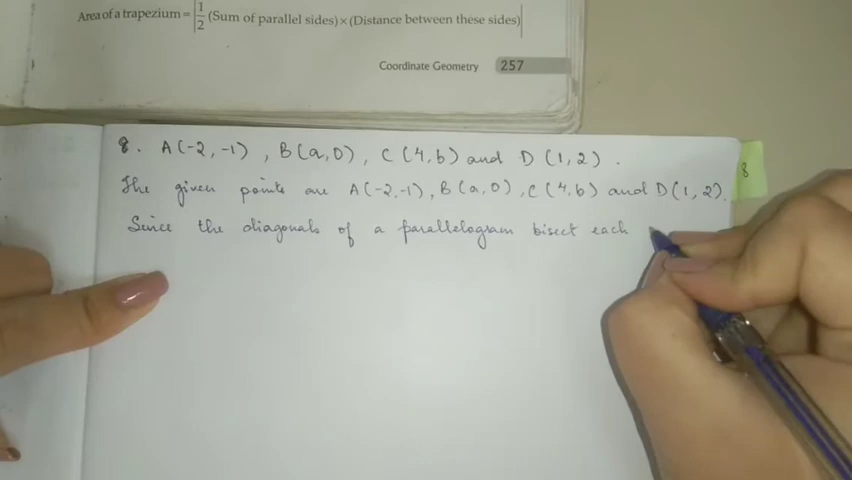 Area of a trapezium = |1/2 (Sum of parallel sides) × (Distance between these sides)|
Coordinate Geometry 257
8. A(-2,-1), B(a,0), C(4,b) and D(1,2).
8
The given points are A(-2,-1), B(a,0), C(4,b) and D(1,2).
Since the diagonals of a parallelogram bisect each